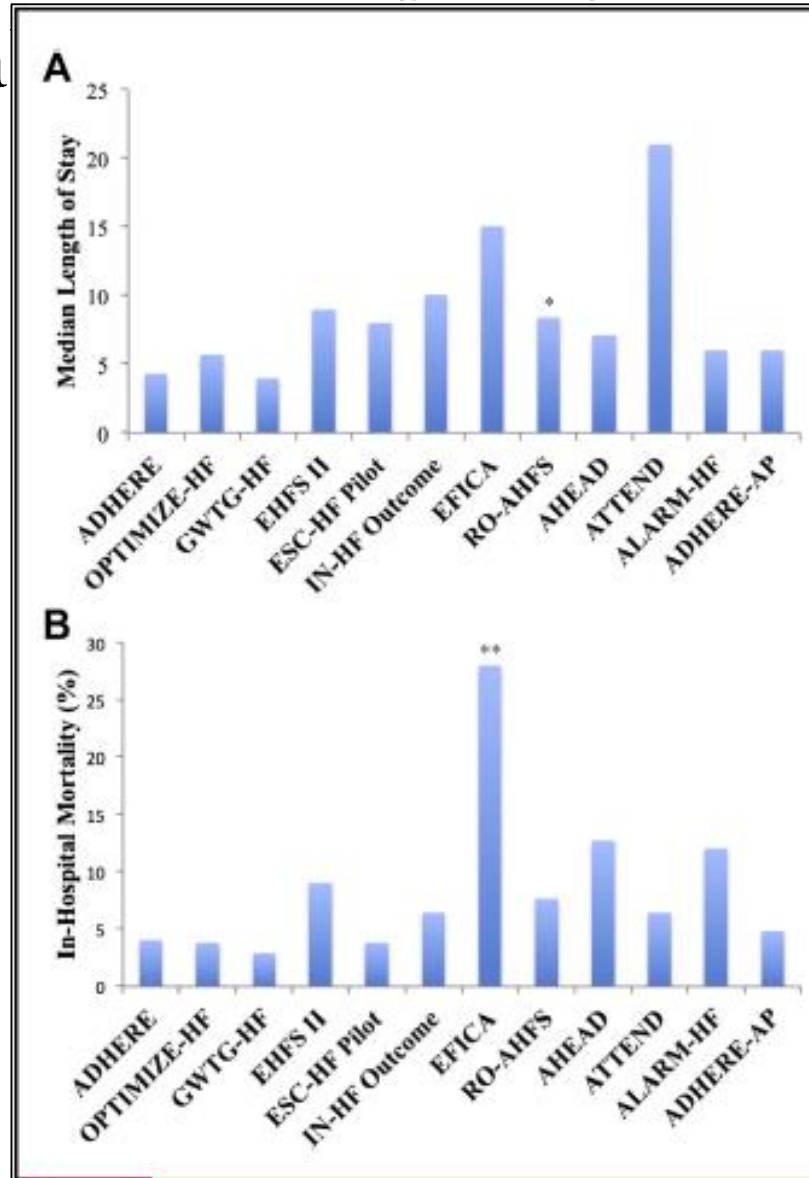 A
Median Length of Stay
25
20
15
10
5
0
*
ADHERE
OPTIMIZE-HF
GWTG-HF
EHFS II
ESC-HF Pilot
IN-HF Outcome
EFICA
RO-AHFS
AHEAD
ATTEND
ALARM-HF
ADHERE-AP
B
In-Hospital Mortality (%)
30
25
20
15
10
5
0
**
ADHERE
OPTIMIZE-HF
GWTG-HF
EHFS II
ESC-HF Pilot
IN-HF Outcome
EFICA
RO-AHFS
AHEAD
ATTEND
ALARM-HF
ADHERE-AP